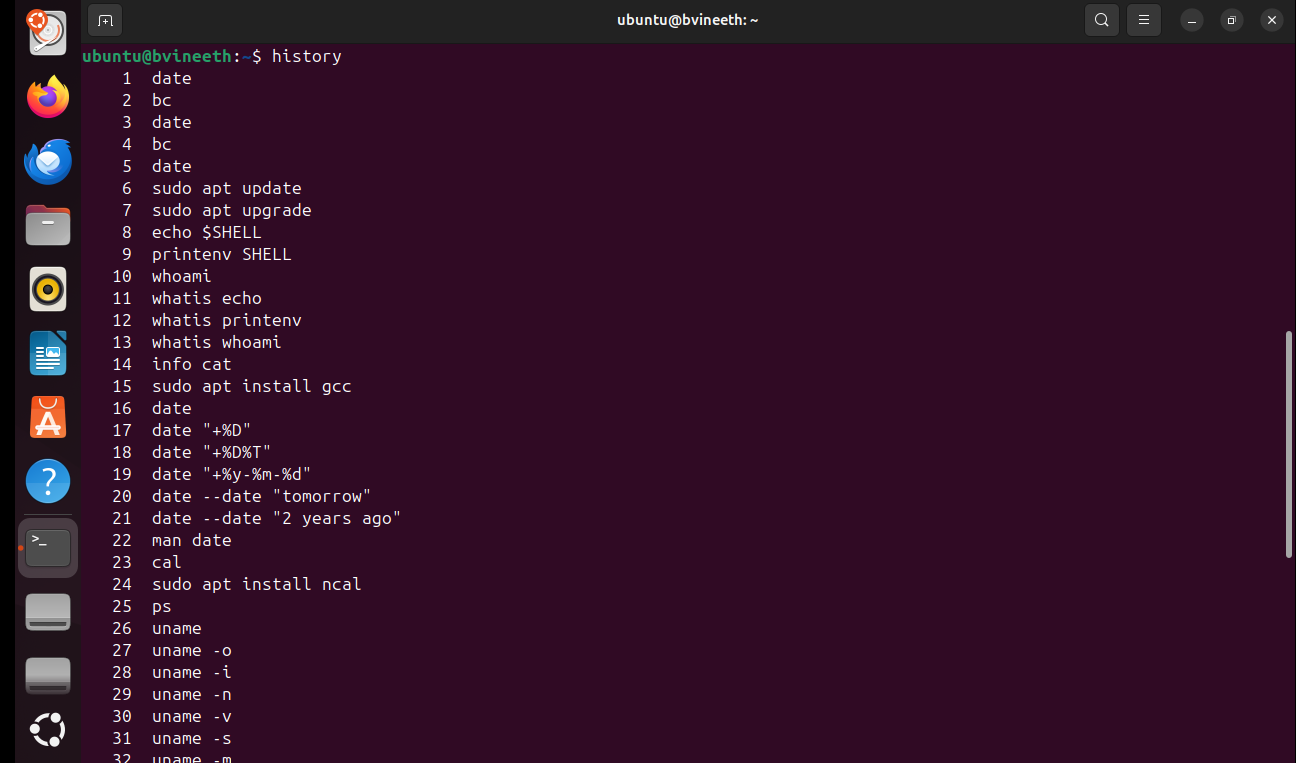 ubuntu@bvineeth: ~
ubuntu@bvineeth:~$ history
1 date
2 bc
3 date
4 bc
5 date
6 sudo apt update
7 sudo apt upgrade
8 echo $SHELL
9 printenv SHELL
10 whoami
11 whatis echo
12 whatis printenv
13 whatis whoami
14 info cat
15 sudo apt install gcc
16 date
17 date "+%D"
18 date "+%D%T"
19 date "+%y-%m-%d"
20 date --date "tomorrow"
21 date --date "2 years ago"
22 man date
23 cal
24 sudo apt install ncal
25 ps
26 uname
27 uname -o
28 uname -i
29 uname -n
30 uname -v
31 uname -s
32 uname -m